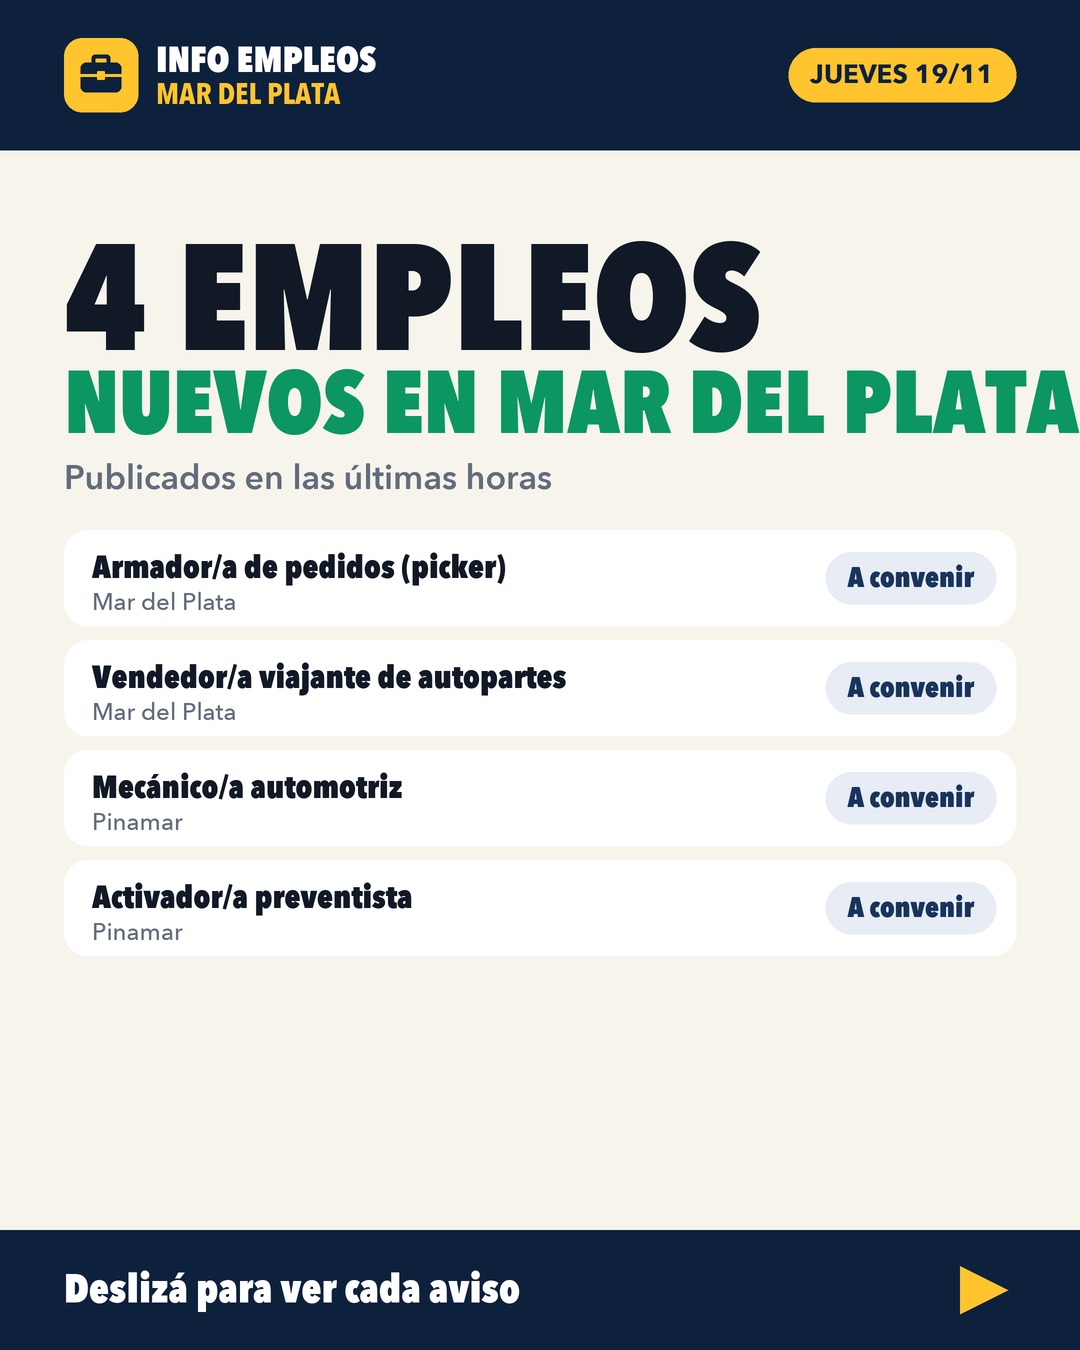 INFO EMPLEOS
MAR DEL PLATA
JUEVES 19/11
4 EMPLEOS
NUEVOS EN MAR DEL PLATA
Publicados en las últimas horas
Armador/a de pedidos (picker)
Mar del Plata
A convenir
Vendedor/a viajante de autopartes
Mar del Plata
A convenir
Mecánico/a automotriz
Pinamar
A convenir
Activador/a preventista
Pinamar
A convenir
Deslizá para ver cada aviso